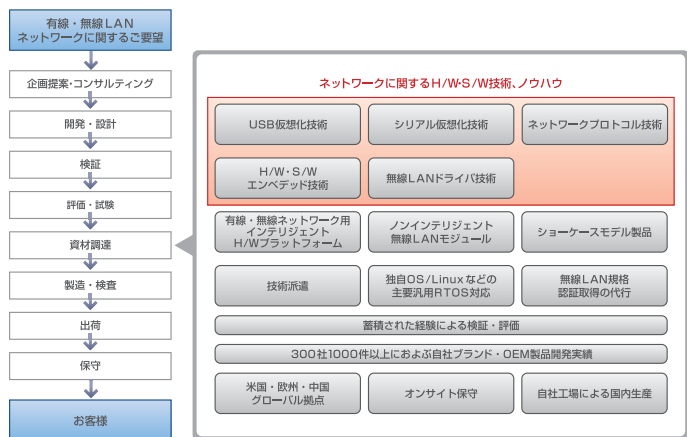 有線・無線LAN
ネットワークに関するご要望
企画提案・コンサルティング
開発・設計
検証
評価・試験
資材調達
製造・検査
出荷
保守
お客様
ネットワークに関するH/W・S/W技術、ノウハウ
USB仮想化技術
シリアル仮想化技術
ネットワークプロトコル技術
H/W・S/W
エンベデッド技術
無線LANドライバ技術
有線・無線ネットワーク用
インテリジェント
H/Wプラットフォーム
ノンインテリジェント
無線LANモジュール
ショーケースモデル製品
技術派遣
独自OS/Linuxなどの
主要汎用RTOS対応
無線LAN規格
認証取得の代行
蓄積された経験による検証・評価
300社1000件以上におよぶ自社ブランド・OEM製品開発実績
米国・欧州・中国
グローバル拠点
オンサイト保守
自社工場による国内生産